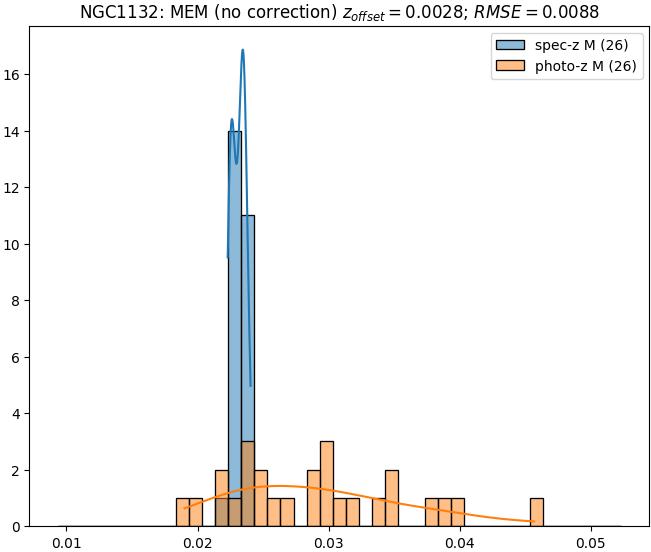 NGC1132: MEM (no correction) z_offset = 0.0028; RMSE = 0.0088
spec-z M (26)
photo-z M (26)
16
14
12
10
8
6
4
2
0
0.01 0.02 0.03 0.04 0.05